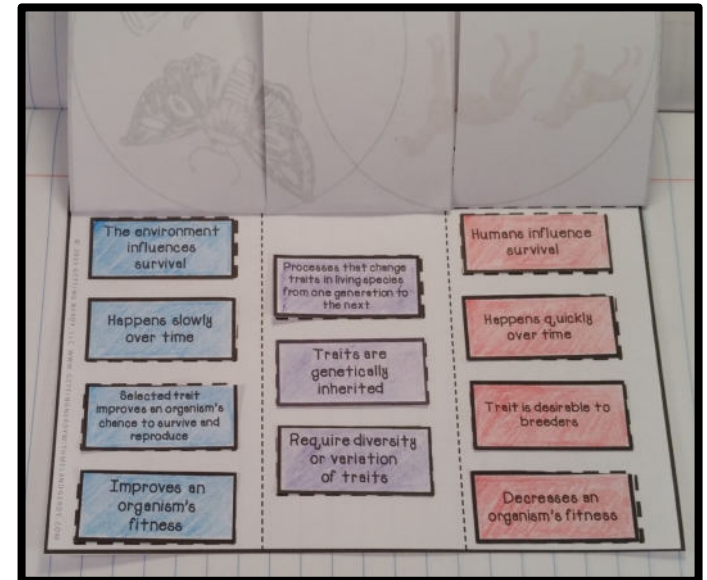 The environment
influences
survival
Happens slowly
over time
Selected trait
improves an organism's
chance to survive and
reproduce
Improves an
organism's
fitness
Processes that change
traits in living species
from one generation to
the next
Traits are
genetically
inherited
Require diversity
or variation
of traits
Humans influence
survival
Happens quickly
over time
Trait is desirable to
breeders
Decreases an
organism's fitness